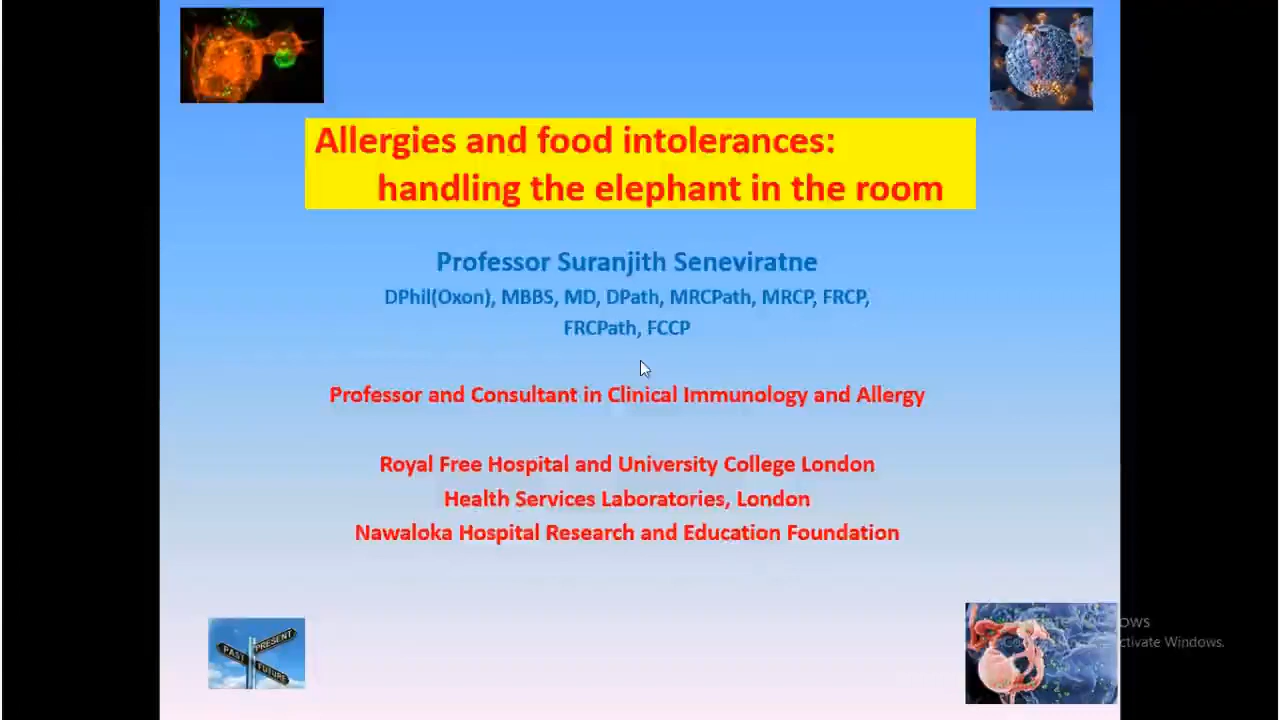 Allergies and food intolerances:
handling the elephant in the room
Professor Suranjith Seneviratne
DPhil(Oxon), MBBS, MD, DPath, MRCPath, MRCP, FRCP,
FRCPath, FCCP
Professor and Consultant in Clinical Immunology and Allergy
Royal Free Hospital and University College London
Health Services Laboratories, London
Nawaloka Hospital Research and Education Foundation
PRESENT
PAST
FUTURE
Windows.